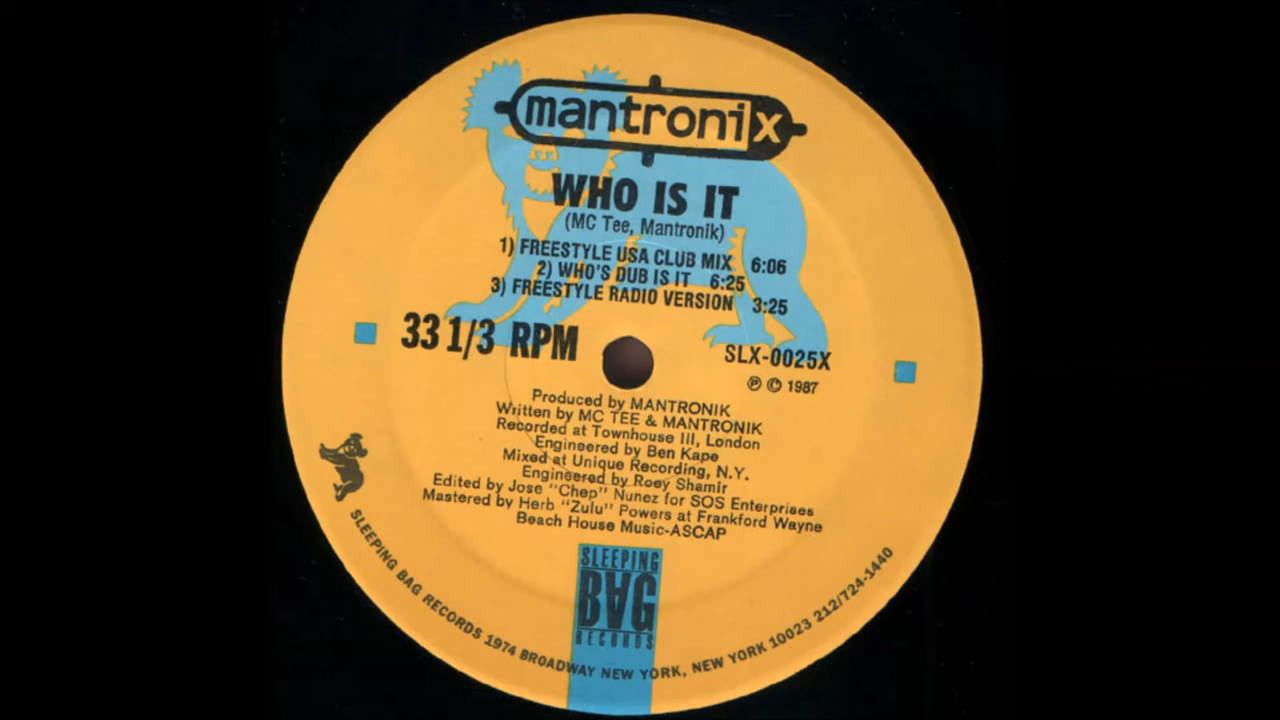 mantronix
WHO IS IT
(MC Tee, Mantronik)
1) FREESTYLE USA CLUB MIX 6:06
2) WHO'S DUB IS IT 6:25
3) FREESTYLE RADIO VERSION 3:25
33 1/3 RPM
SLX-0025X
℗ © 1987
Produced by MANTRONIK
Written by MC TEE & MANTRONIK
Recorded at Townhouse III, London
Engineered by Ben Kape
Mixed at Unique Recording, N.Y.
Engineered by Roey Shamir
Edited by Jose "Chep" Nunez for SOS Enterprises
Mastered by Herb "Zulu" Powers at Frankford Wayne
Beach House Music-ASCAP
SLEEPING
BAG
RECORDS
SLEEPING BAG RECORDS 1974 BROADWAY NEW YORK, NEW YORK 10023 212/724-1440